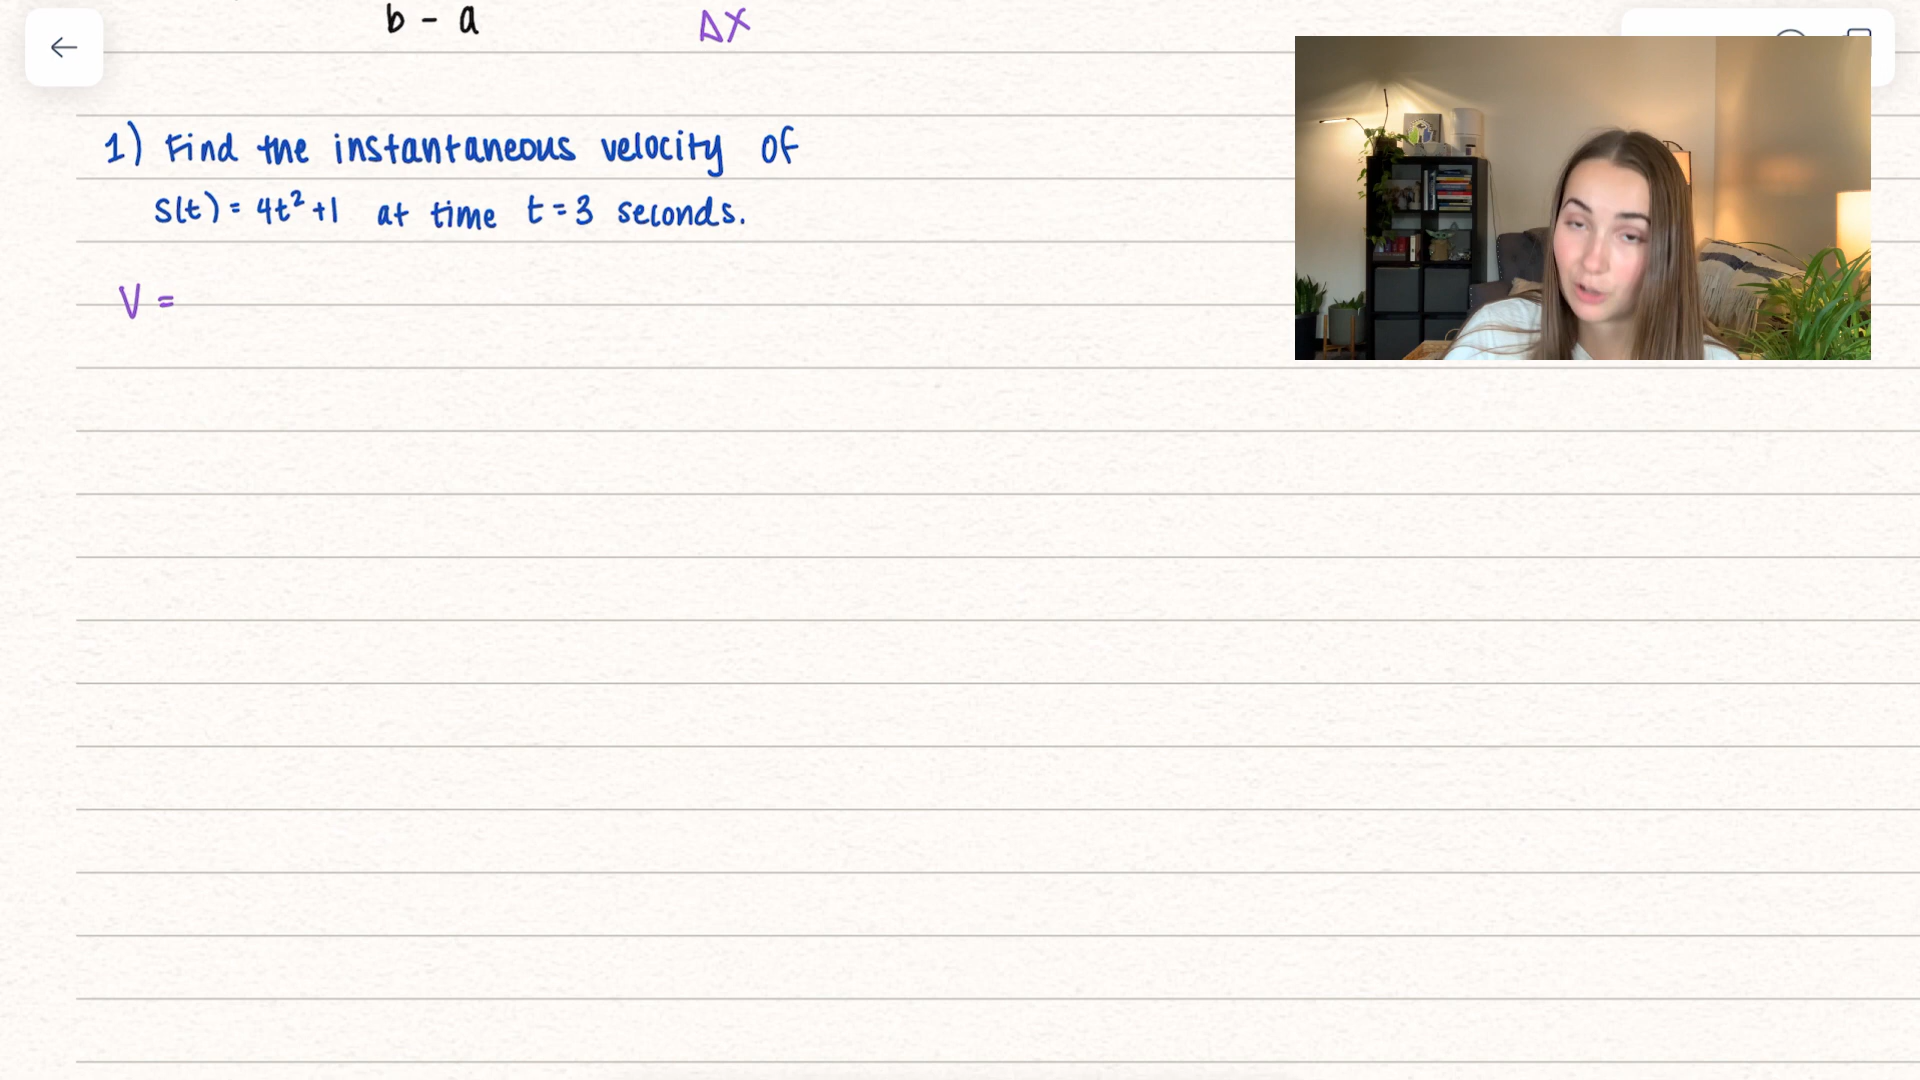 b - a
Δx
1) Find the instantaneous velocity of
s(t) = 4t²+1 at time t=3 seconds.
V =